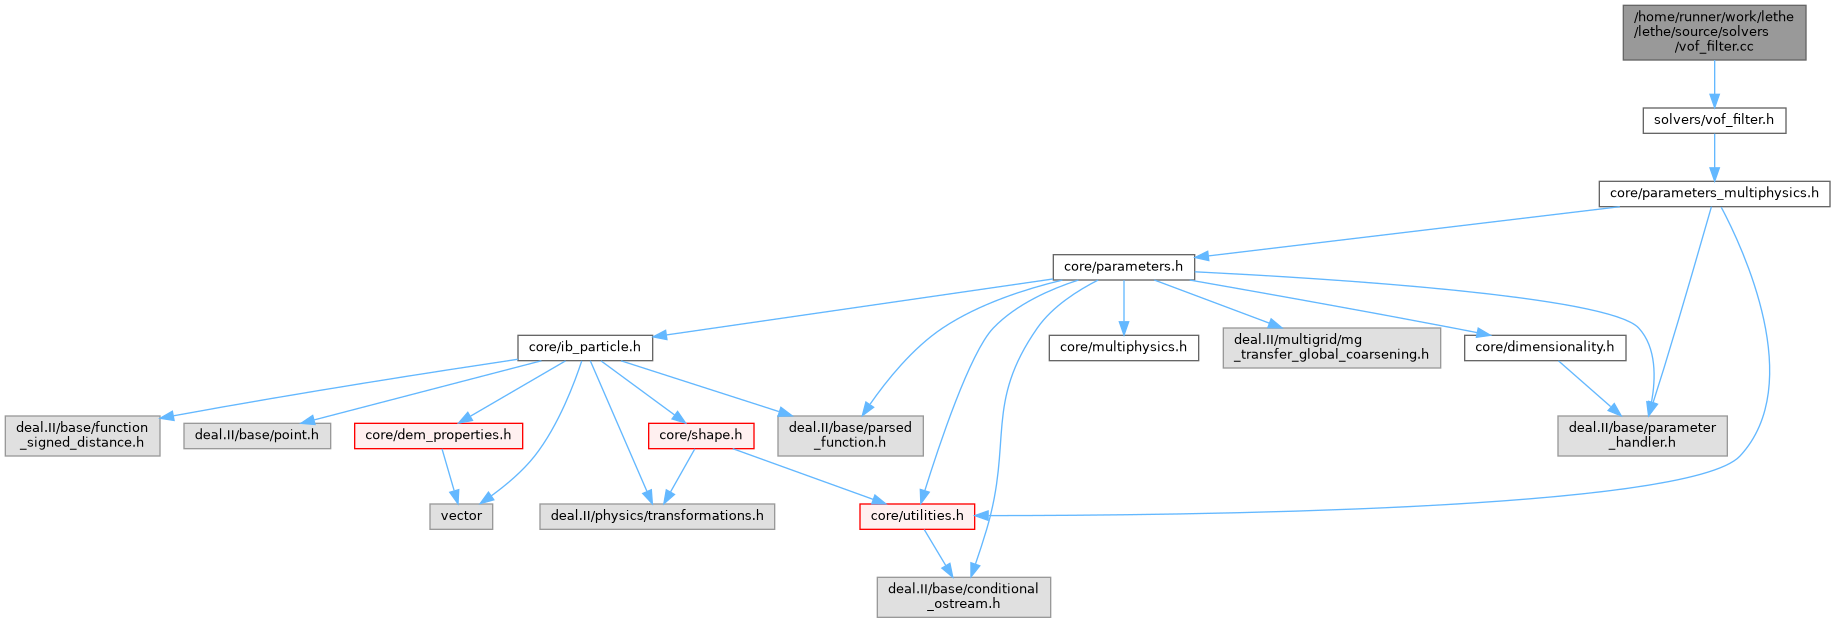 /home/runner/work/lethe
/lethe/source/solvers
/vof_filter.cc
solvers/vof_filter.h
core/parameters_multiphysics.h
core/parameters.h
core/ib_particle.h
core/multiphysics.h
deal.II/multigrid/mg
_transfer_global_coarsening.h
core/dimensionality.h
deal.II/base/function
_signed_distance.h
deal.II/base/point.h
core/dem_properties.h
core/shape.h
deal.II/base/parsed
_function.h
deal.II/base/parameter
_handler.h
vector
deal.II/physics/transformations.h
core/utilities.h
deal.II/base/conditional
_ostream.h